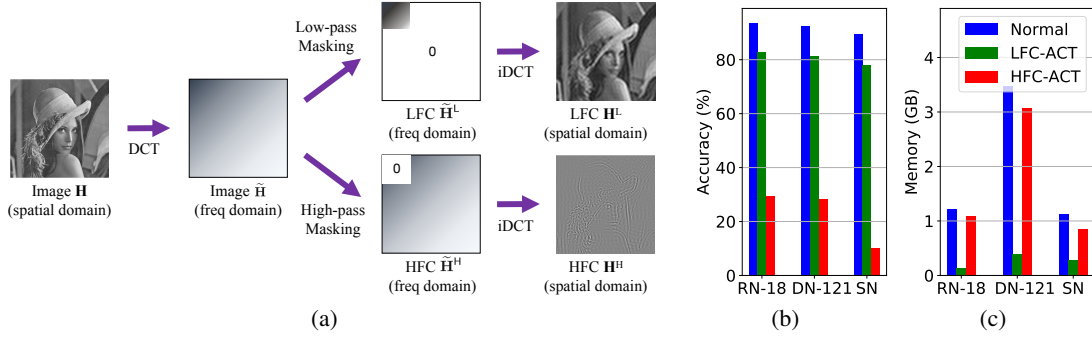 Image H
(spatial domain)
DCT
Image H̃
(freq domain)
Low-pass
Masking
High-pass
Masking
0
LFC H̃ᴸ
(freq domain)
iDCT
LFC Hᴸ
(spatial domain)
0
HFC H̃ᴴ
(freq domain)
iDCT
HFC Hᴴ
(spatial domain)
(a)
Accuracy (%)
80
60
40
20
0
RN-18 DN-121 SN
(b)
Memory (GB)
4
3
2
1
0
RN-18 DN-121 SN
Normal
LFC-ACT
HFC-ACT
(c)